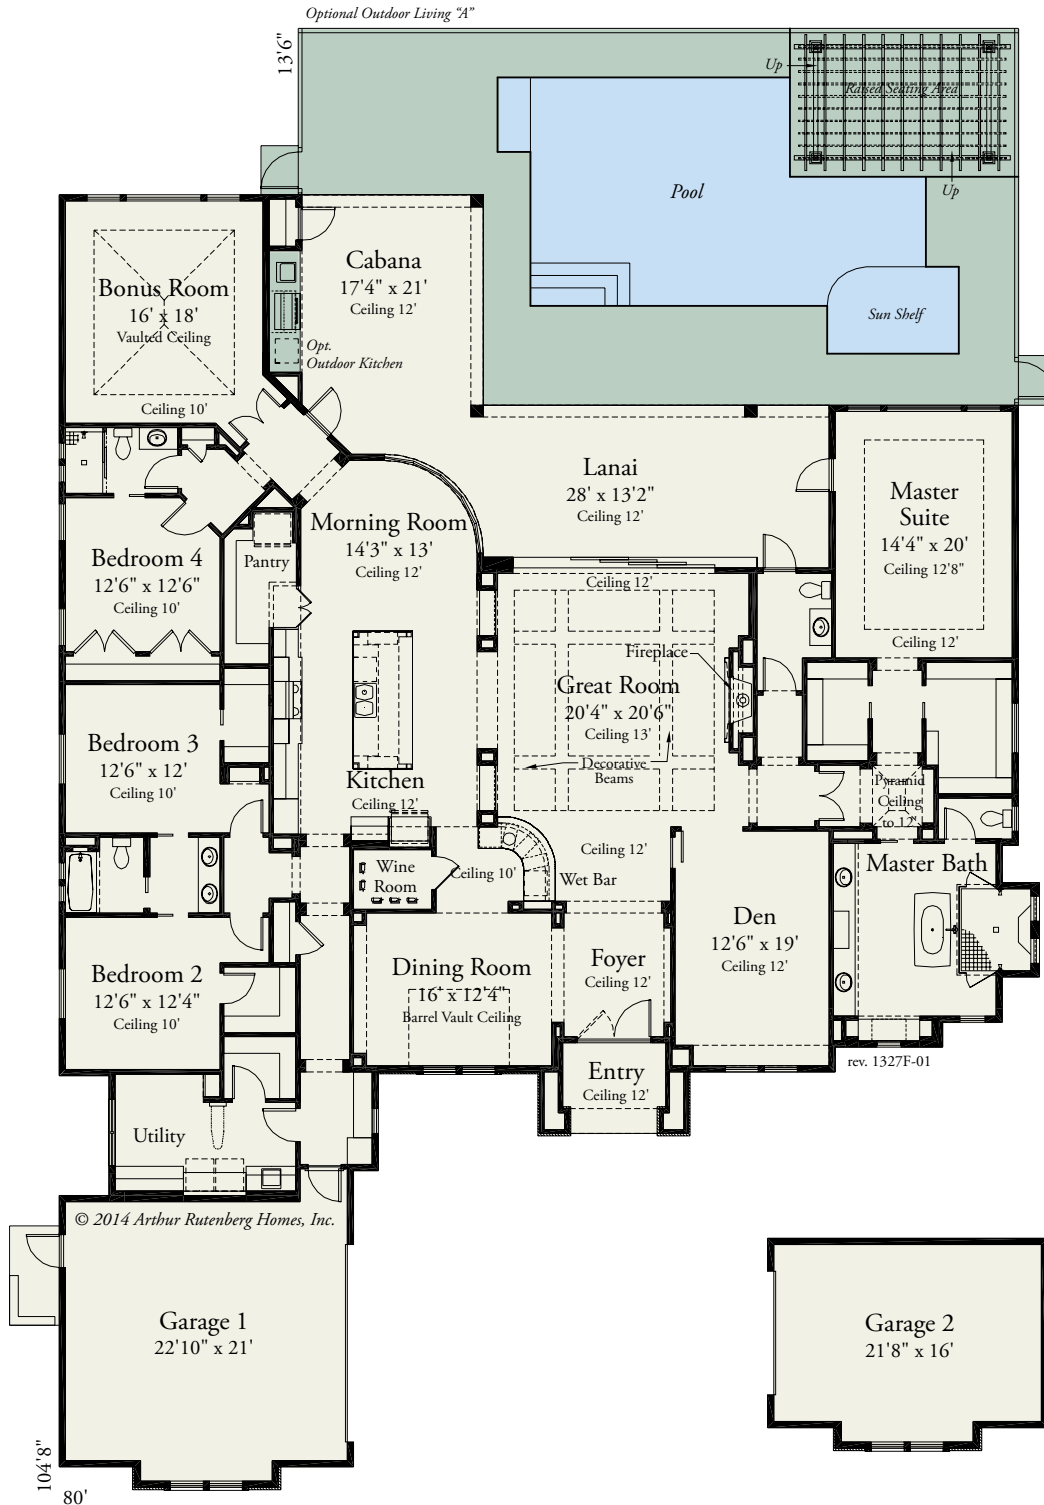 Optional Outdoor Living “A”
13'6"
Up
Raised Seating Area
Up
Pool
Sun Shelf
Cabana
17'4" x 21'
Ceiling 12'
Opt.
Outdoor Kitchen
Bonus Room
16' x 18'
Vaulted Ceiling
Ceiling 10'
Lanai
28' x 13'2"
Ceiling 12'
Master
Suite
14'4" x 20'
Ceiling 12'8"
Ceiling 12'
Morning Room
14'3" x 13'
Ceiling 12'
Pantry
Bedroom 4
12'6" x 12'6"
Ceiling 10'
Ceiling 12'
Fireplace
Great Room
20'4" x 20'6"
Ceiling 13'
Decorative
Beams
Bedroom 3
12'6" x 12'
Ceiling 10'
Kitchen
Ceiling 12'
Pyramid
Ceiling
to 12'
Master Bath
Wine
Room
Ceiling 10'
Ceiling 12'
Wet Bar
Den
12'6" x 19'
Ceiling 12'
Bedroom 2
12'6" x 12'4"
Ceiling 10'
Dining Room
16' x 12'4"
Barrel Vault Ceiling
Foyer
Ceiling 12'
Entry
Ceiling 12'
rev. 1327F-01
Utility
© 2014 Arthur Rutenberg Homes, Inc.
Garage 1
22'10" x 21'
Garage 2
21'8" x 16'
104'8"
80'